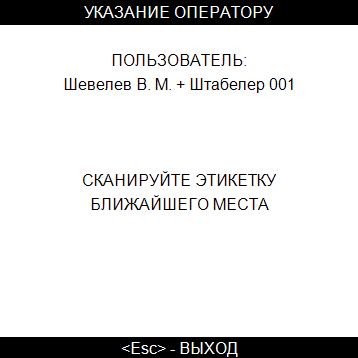 УКАЗАНИЕ ОПЕРАТОРУ
ПОЛЬЗОВАТЕЛЬ:
Шевелев В. М. + Штабелер 001
СКАНИРУЙТЕ ЭТИКЕТКУ
БЛИЖАЙШЕГО МЕСТА
<Esc> - ВЫХОД